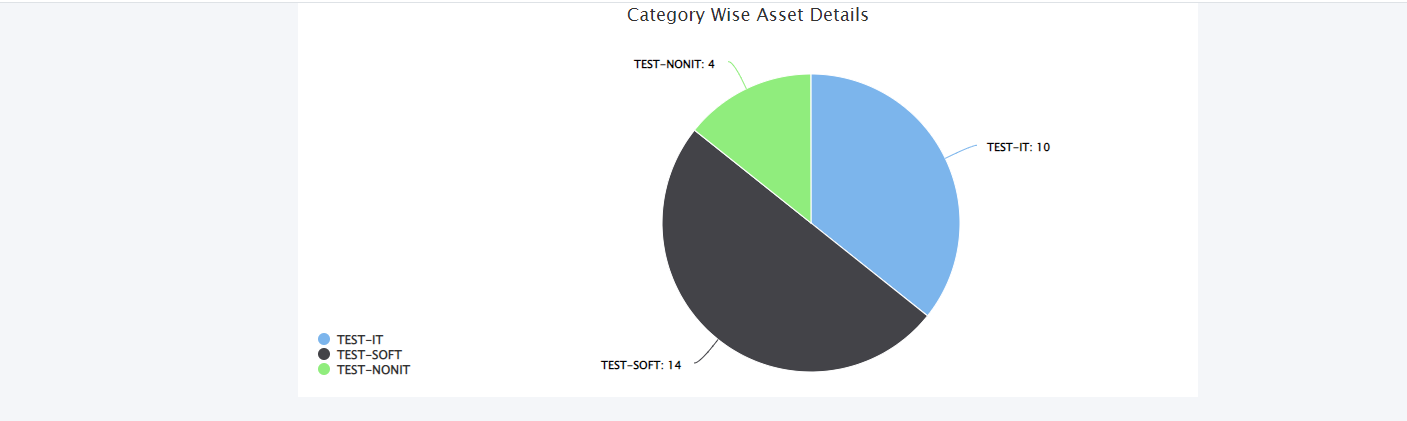 Category Wise Asset Details
TEST-NONIT: 4
TEST-IT: 10
TEST-SOFT: 14
TEST-IT
TEST-SOFT
TEST-NONIT